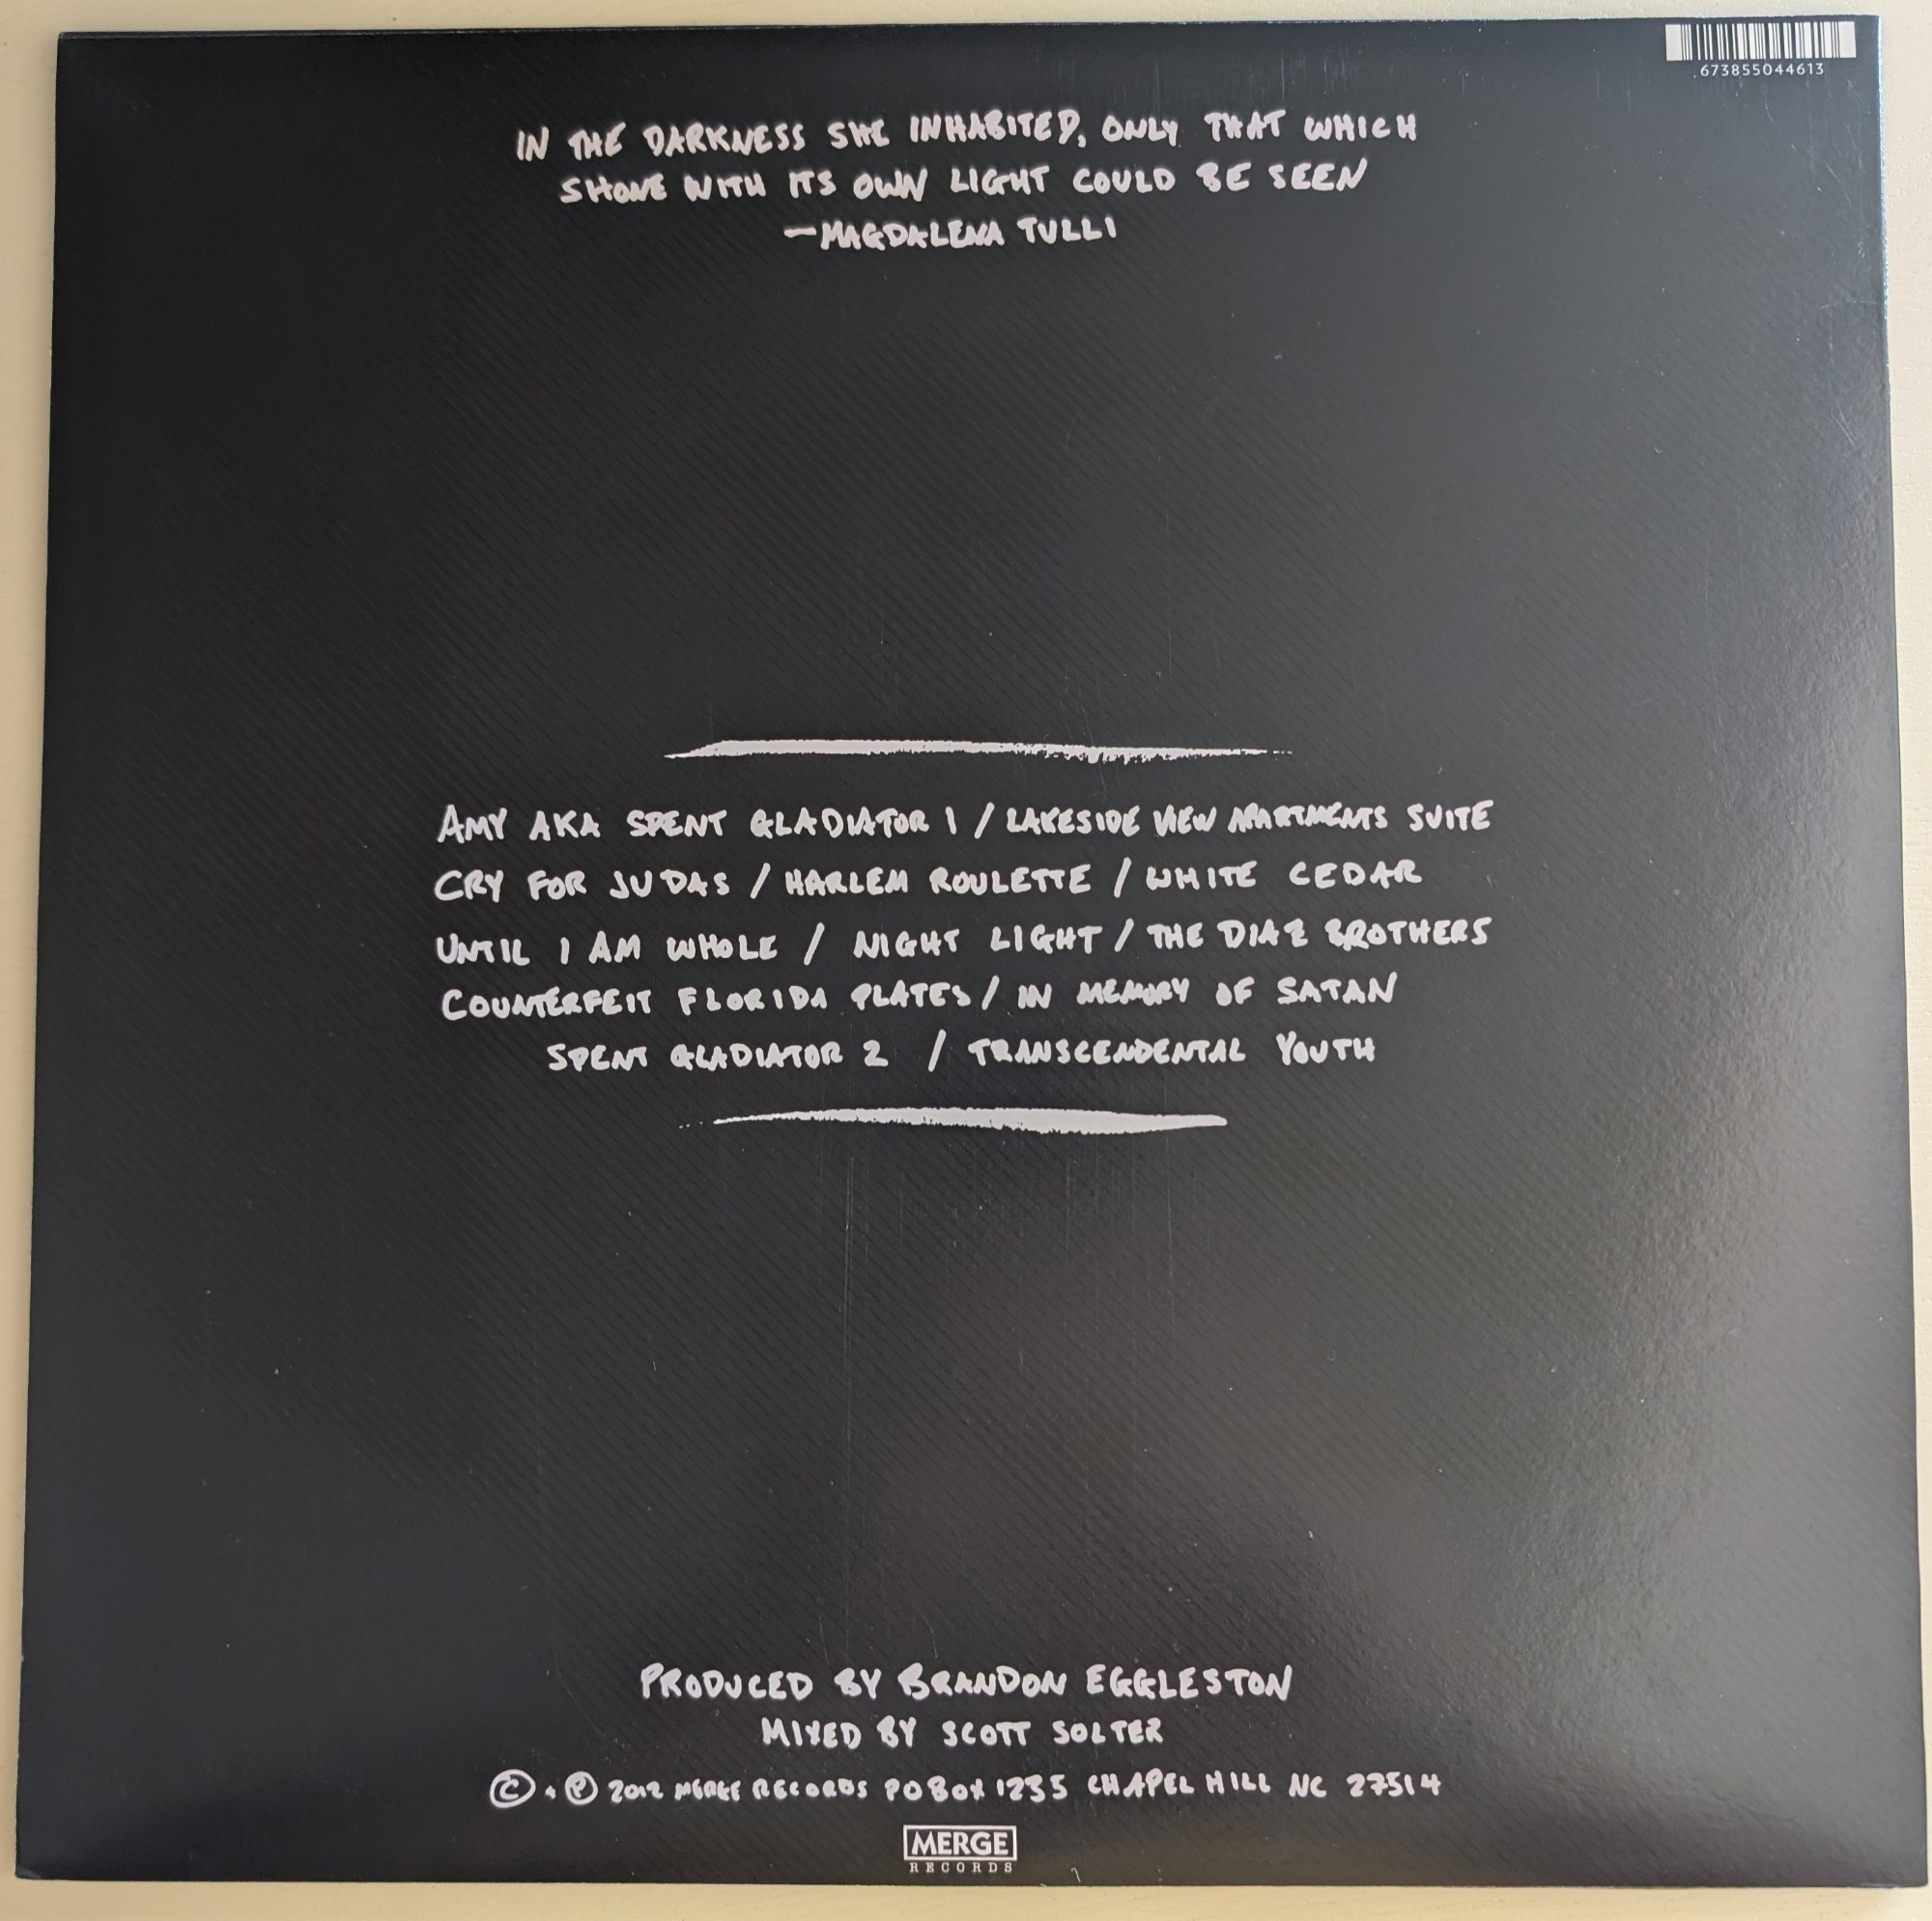 673855044613
IN THE DARKNESS SHE INHABITED, ONLY THAT WHICH
SHONE WITH ITS OWN LIGHT COULD BE SEEN
—MAGDALENA TULLI
AMY AKA SPENT GLADIATOR 1 / LAKESIDE VIEW APARTMENTS SUITE
CRY FOR JUDAS / HARLEM ROULETTE / WHITE CEDAR
UNTIL I AM WHOLE / NIGHT LIGHT / THE DIAZ BROTHERS
COUNTERFEIT FLORIDA PLATES / IN MEMORY OF SATAN
SPENT GLADIATOR 2 / TRANSCENDENTAL YOUTH
PRODUCED BY BRANDON EGGLESTON
MIXED BY SCOTT SOLTER
© + ℗ 2012 MERGE RECORDS PO BOX 1235 CHAPEL HILL NC 27514
MERGE
RECORDS